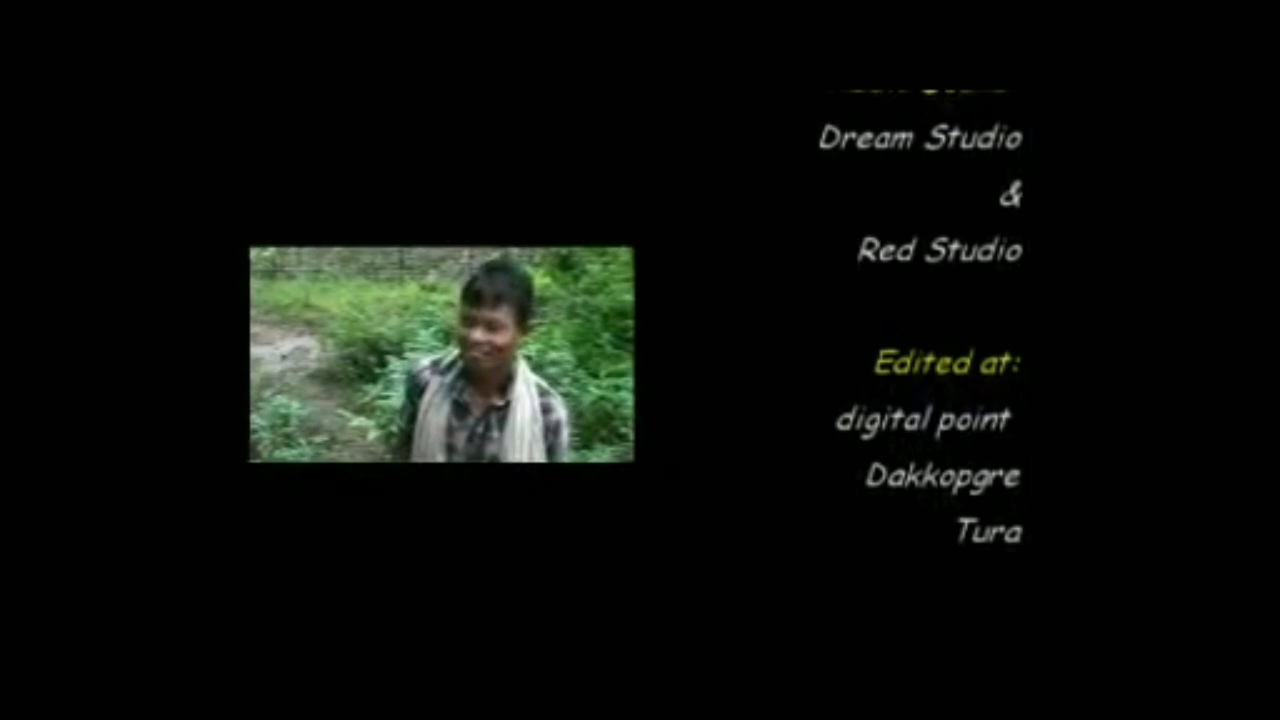 Dream Studio
&
Red Studio
Edited at:
digital point
Dakkopgre
Tura